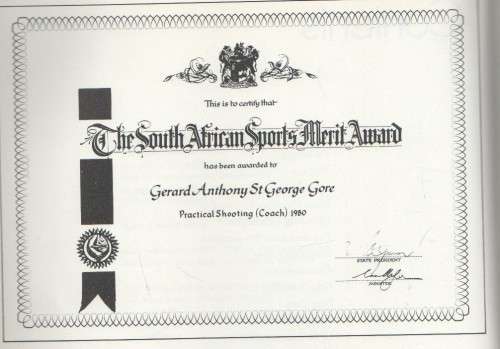 This is to certify that
The South African Sports Merit Award
has been awarded to
Gerard Anthony St George Gore
Practical Shooting (Coach) 1980
STATE PRESIDENT
MINISTER